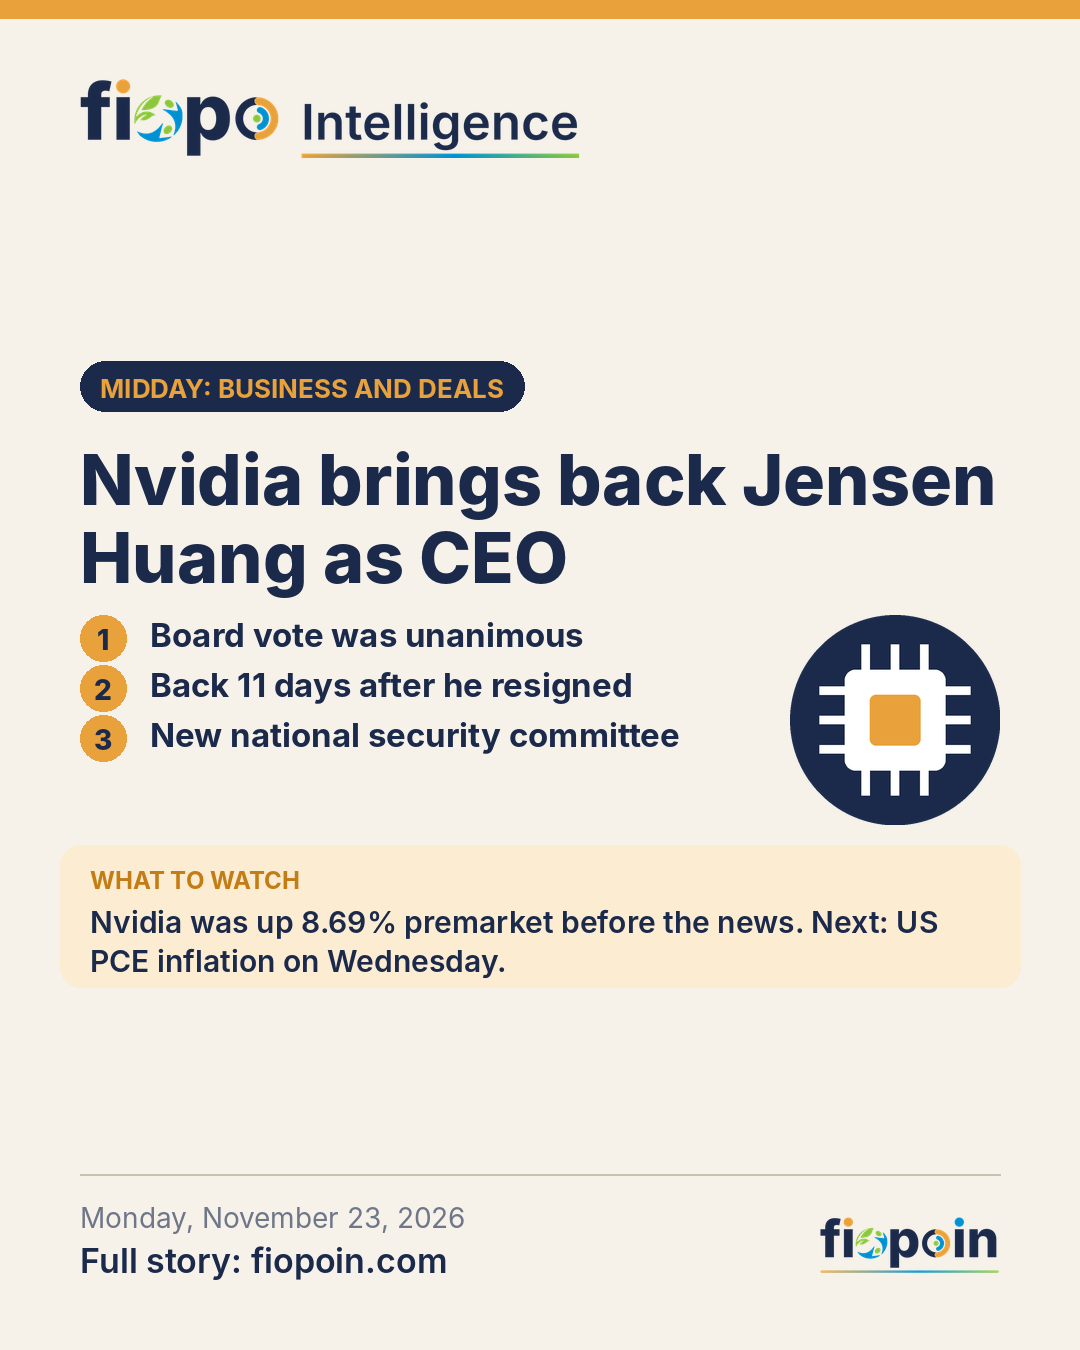 fiopo Intelligence
MIDDAY: BUSINESS AND DEALS
Nvidia brings back Jensen
Huang as CEO
1 Board vote was unanimous
2 Back 11 days after he resigned
3 New national security committee
WHAT TO WATCH
Nvidia was up 8.69% premarket before the news. Next: US
PCE inflation on Wednesday.
Monday, November 23, 2026
Full story: fiopoin.com
fiopoin